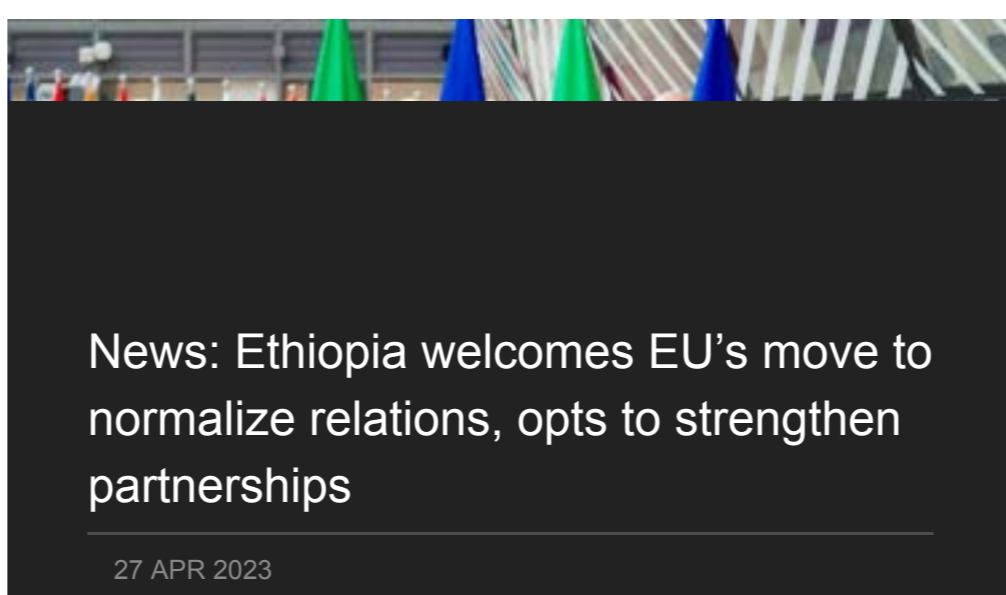 News: Ethiopia welcomes EU’s move to
normalize relations, opts to strengthen
partnerships
27 APR 2023